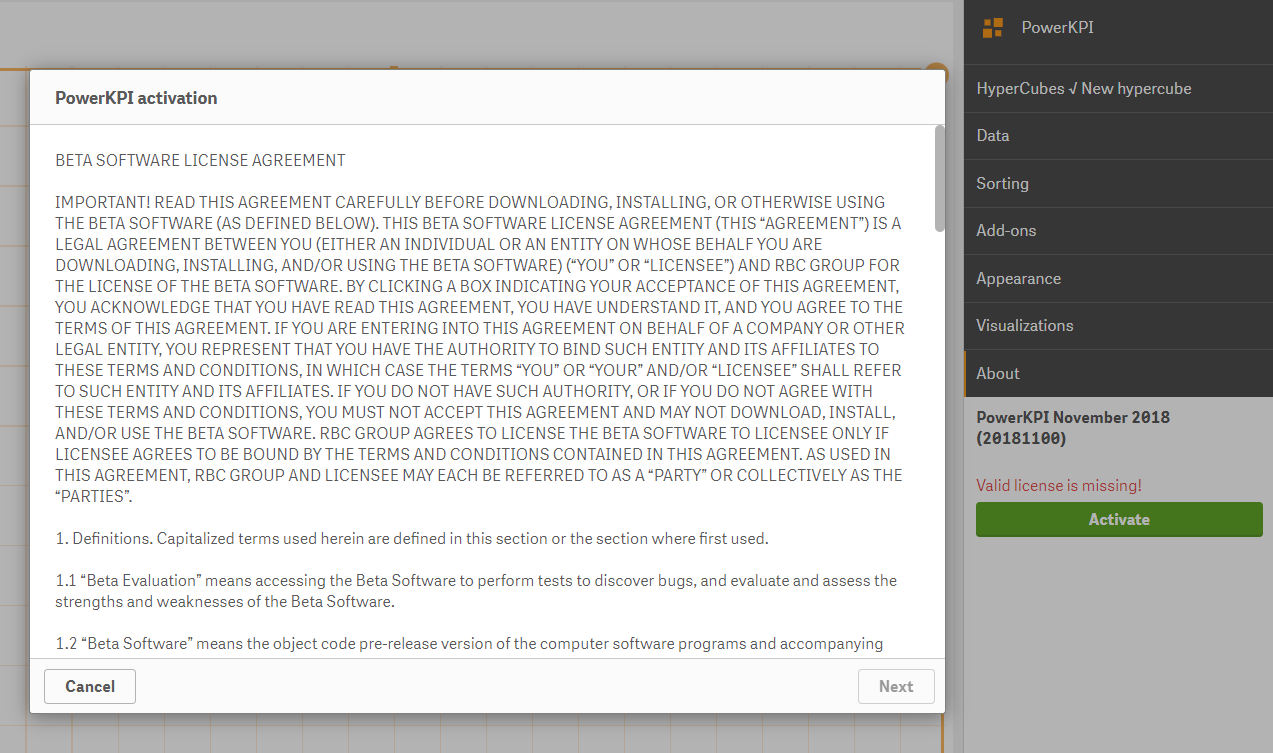 PowerKPI
HyperCubes √ New hypercube
Data
Sorting
Add-ons
Appearance
Visualizations
About
PowerKPI November 2018
(20181100)
Valid license is missing!
Activate
PowerKPI activation
BETA SOFTWARE LICENSE AGREEMENT
IMPORTANT! READ THIS AGREEMENT CAREFULLY BEFORE DOWNLOADING, INSTALLING, OR OTHERWISE USING
THE BETA SOFTWARE (AS DEFINED BELOW). THIS BETA SOFTWARE LICENSE AGREEMENT (THIS “AGREEMENT”) IS A
LEGAL AGREEMENT BETWEEN YOU (EITHER AN INDIVIDUAL OR AN ENTITY ON WHOSE BEHALF YOU ARE
DOWNLOADING, INSTALLING, AND/OR USING THE BETA SOFTWARE) (“YOU” OR “LICENSEE”) AND RBC GROUP FOR
THE LICENSE OF THE BETA SOFTWARE. BY CLICKING A BOX INDICATING YOUR ACCEPTANCE OF THIS AGREEMENT,
YOU ACKNOWLEDGE THAT YOU HAVE READ THIS AGREEMENT, YOU HAVE UNDERSTAND IT, AND YOU AGREE TO THE
TERMS OF THIS AGREEMENT. IF YOU ARE ENTERING INTO THIS AGREEMENT ON BEHALF OF A COMPANY OR OTHER
LEGAL ENTITY, YOU REPRESENT THAT YOU HAVE THE AUTHORITY TO BIND SUCH ENTITY AND ITS AFFILIATES TO
THESE TERMS AND CONDITIONS, IN WHICH CASE THE TERMS “YOU” OR “YOUR” AND/OR “LICENSEE” SHALL REFER
TO SUCH ENTITY AND ITS AFFILIATES. IF YOU DO NOT HAVE SUCH AUTHORITY, OR IF YOU DO NOT AGREE WITH
THESE TERMS AND CONDITIONS, YOU MUST NOT ACCEPT THIS AGREEMENT AND MAY NOT DOWNLOAD, INSTALL,
AND/OR USE THE BETA SOFTWARE. RBC GROUP AGREES TO LICENSE THE BETA SOFTWARE TO LICENSEE ONLY IF
LICENSEE AGREES TO BE BOUND BY THE TERMS AND CONDITIONS CONTAINED IN THIS AGREEMENT. AS USED IN
THIS AGREEMENT, RBC GROUP AND LICENSEE MAY EACH BE REFERRED TO AS A “PARTY” OR COLLECTIVELY AS THE
“PARTIES”.
1. Definitions. Capitalized terms used herein are defined in this section or the section where first used.
1.1 “Beta Evaluation” means accessing the Beta Software to perform tests to discover bugs, and evaluate and assess the
strengths and weaknesses of the Beta Software.
1.2 “Beta Software” means the object code pre-release version of the computer software programs and accompanying
Cancel
Next